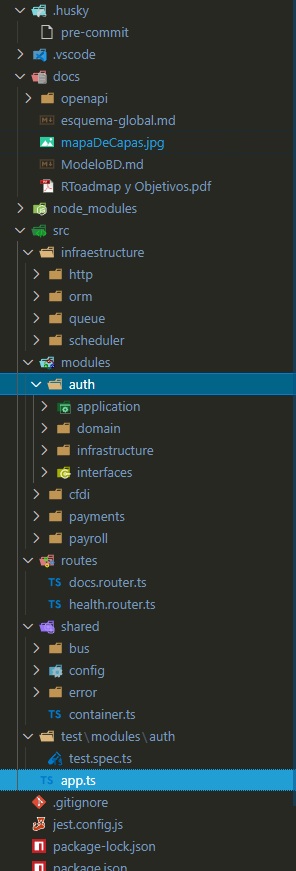 .husky
pre-commit
.vscode
docs
openapi
esquema-global.md
mapaDeCapas.jpg
ModeloBD.md
RToadmap y Objetivos.pdf
node_modules
src
infraestructure
http
orm
queue
scheduler
modules
auth
application
domain
infrastructure
interfaces
cfdi
payments
payroll
routes
TS docs.router.ts
TS health.router.ts
shared
bus
config
error
TS container.ts
test\modules\auth
test.spec.ts
TS app.ts
.gitignore
jest.config.js
package-lock.json
package.json